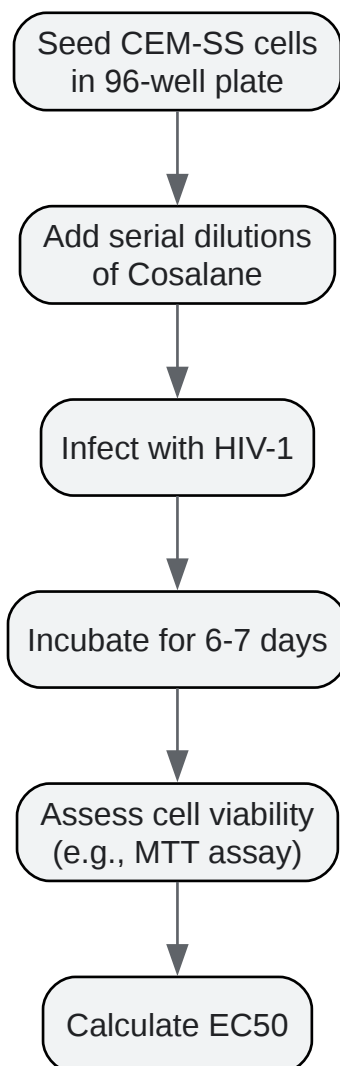 Seed CEM-SS cells
in 96-well plate
Add serial dilutions
of Cosalane
Infect with HIV-1
Incubate for 6-7 days
Assess cell viability
(e.g., MTT assay)
Calculate EC50